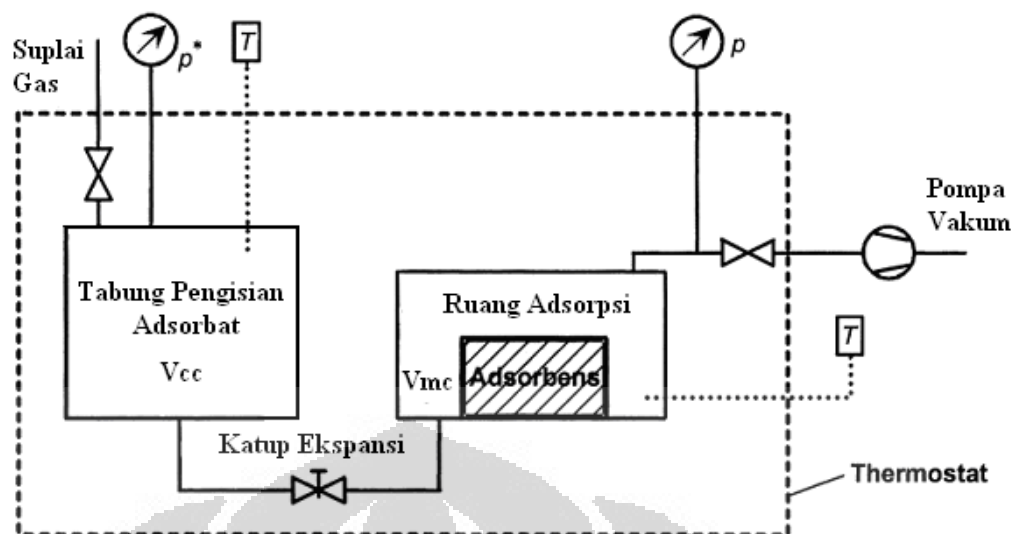 Suplai
Gas
p*
T
p
Pompa
Vakum
Tabung Pengisian
Adsorbat
Vcc
Ruang Adsorpsi
Vmc
Adsorbens
T
Katup Ekspansi
Thermostat